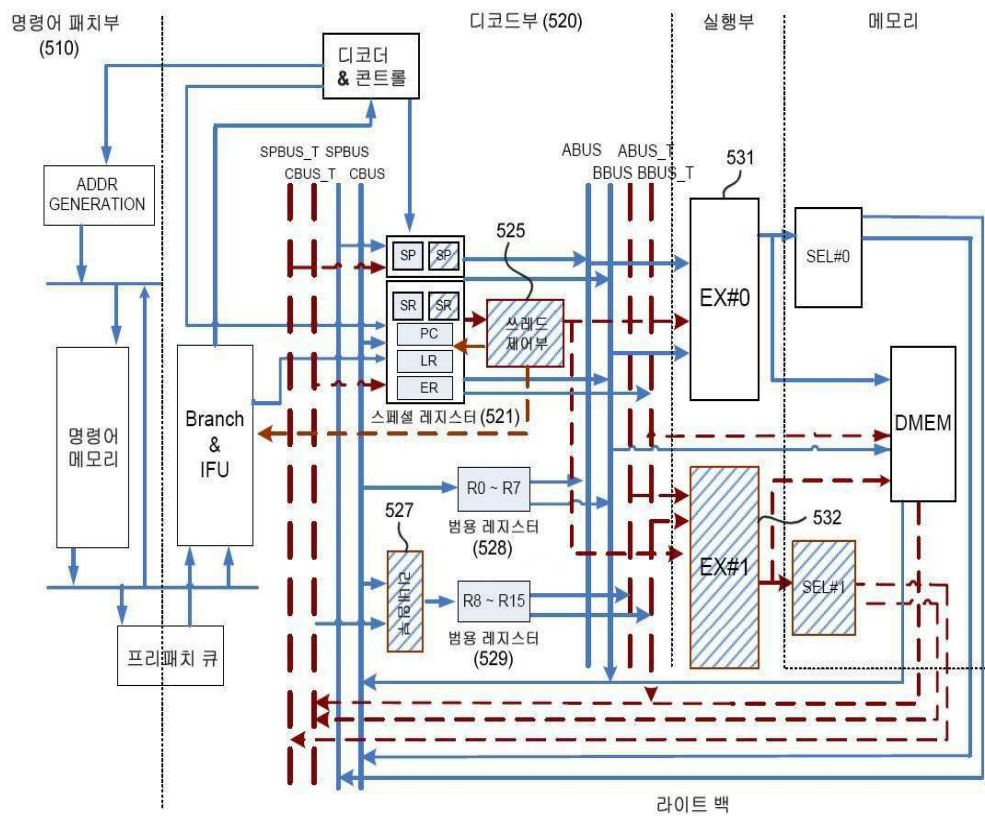 명령어 패치부
(510)
디코드부 (520)
실행부
메모리
디코더
& 콘트롤
SPBUS_T SPBUS
CBUS_T CBUS
ABUS ABUS_T
BBUS BBUS_T
531
ADDR
GENERATION
SP SP
525
SEL#0
EX#0
SR SR
쓰레드
제어부
PC
LR
ER
스페셜 레지스터 (521)
명령어
메모리
Branch
&
IFU
DMEM
R0 ~ R7
범용 레지스터
(528)
527
532
리네임부
EX#1
SEL#1
R8 ~ R15
범용 레지스터
(529)
프리패치 큐
라이트 백